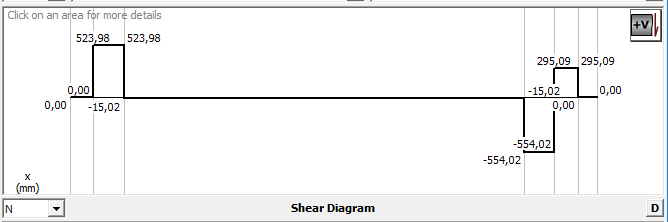 Click on an area for more details
+V
523,98 523,98
295,09 295,09
0,00 -15,02 0,00
0,00 -15,02 0,00
-554,02
-554,02
x
(mm)
N Shear Diagram D